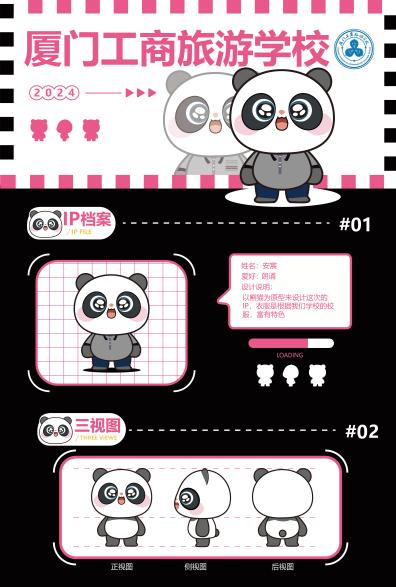 厦门工商旅游学校
2024
IP档案
/ IP FILE
#01
姓名：安宸
爱好：朗诵
设计说明：
以熊猫为原型来设计这次的
IP，衣服是根据我们学校的校
服，富有特色
LOADING
三视图
/ THREE VIEWS
#02
正视图
侧视图
后视图